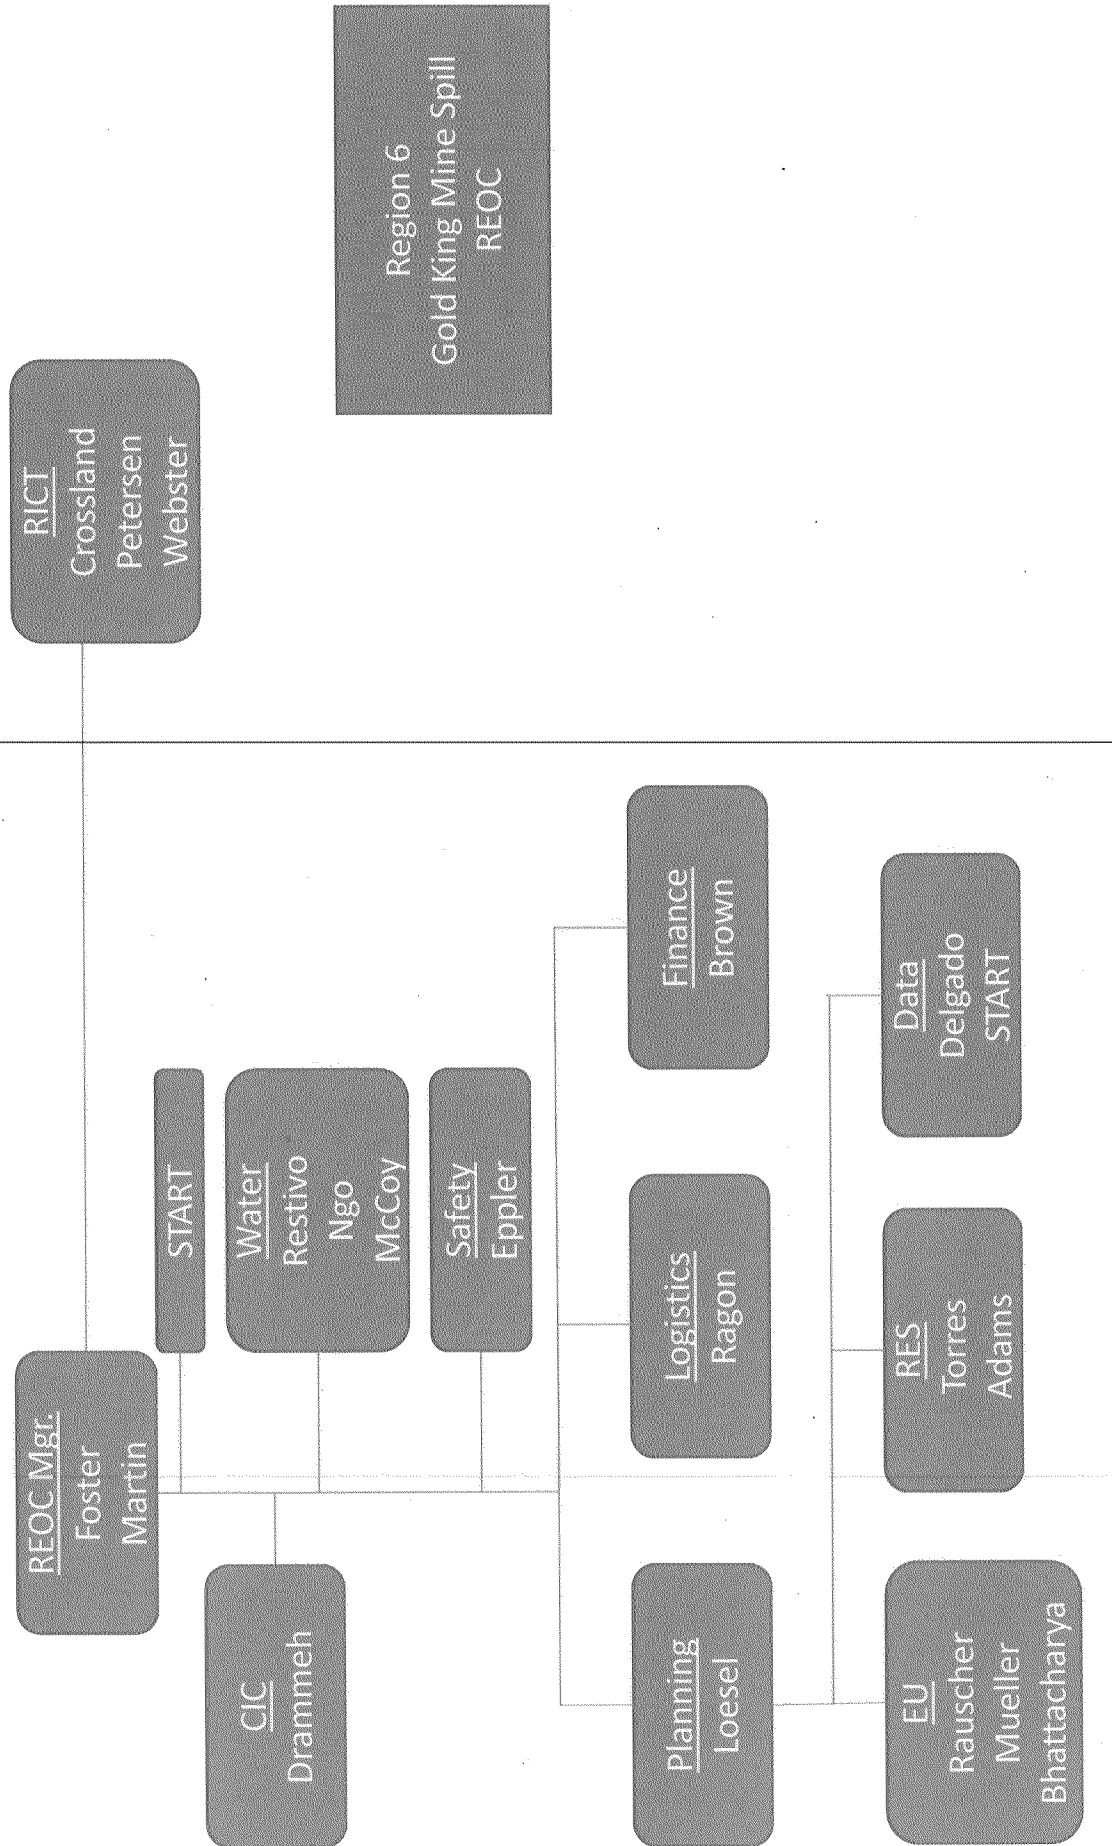 REOC Mgr.
Foster
Martin
RICT
Crossland
Petersen
Webster
START
CIC
Drammeh
Water
Restivo
Ngo
McCoy
Region 6
Gold King Mine Spill
REOC
Safety
Eppler
Planning
Loesel
Logistics
Ragon
Finance
Brown
EU
Rauscher
Mueller
Bhattacharya
RES
Torres
Adams
Data
Delgado
START